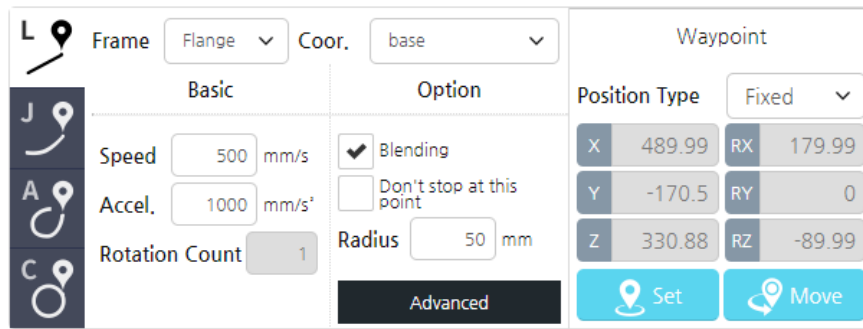 L
Frame Flange Coor. base
Waypoint
Basic Option
Position Type Fixed
J
Speed 500 mm/s
Blending
X 489.99 RX 179.99
A
Accel. 1000 mm/s²
Don't stop at this
point
Y -170.5 RY 0
Rotation Count 1
Radius 50 mm
Z 330.88 RZ -89.99
C
Advanced
Set Move